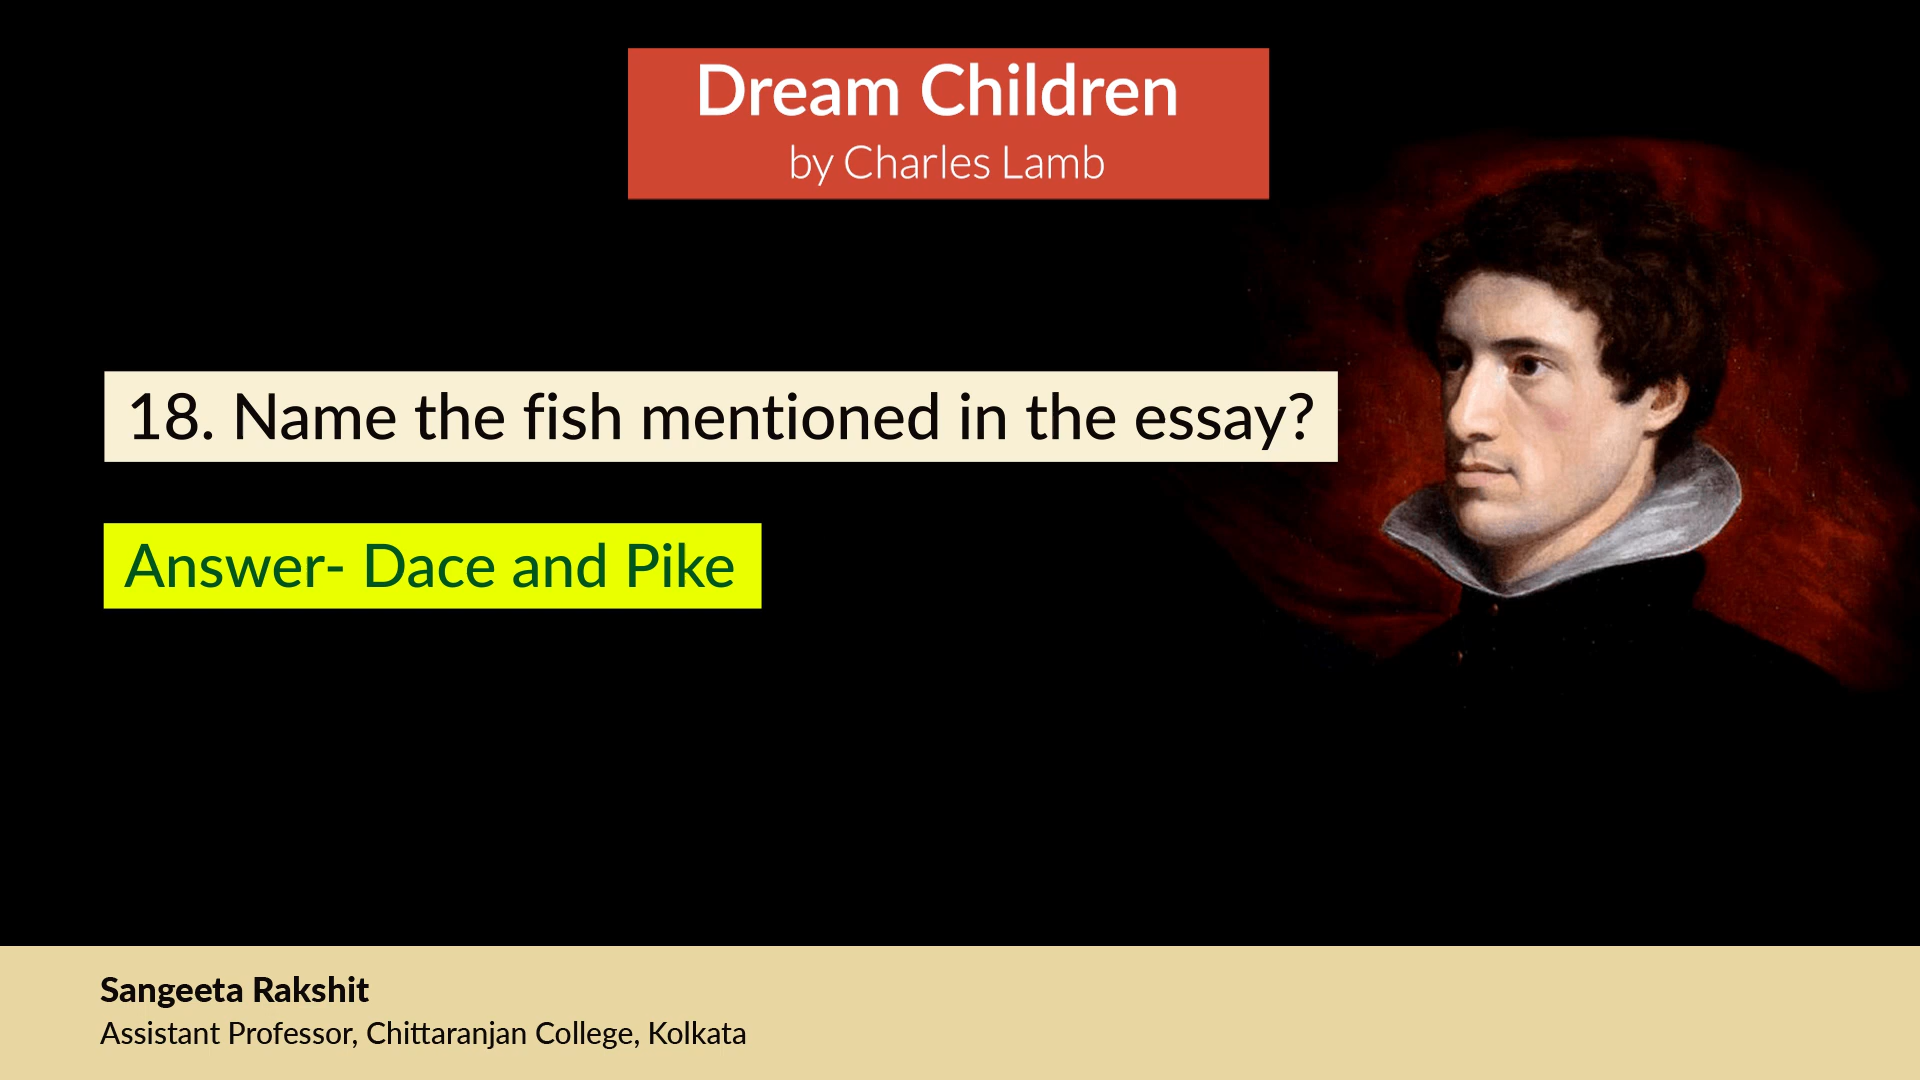 Dream Children
by Charles Lamb
18. Name the fish mentioned in the essay?
Answer- Dace and Pike
Sangeeta Rakshit
Assistant Professor, Chittaranjan College, Kolkata